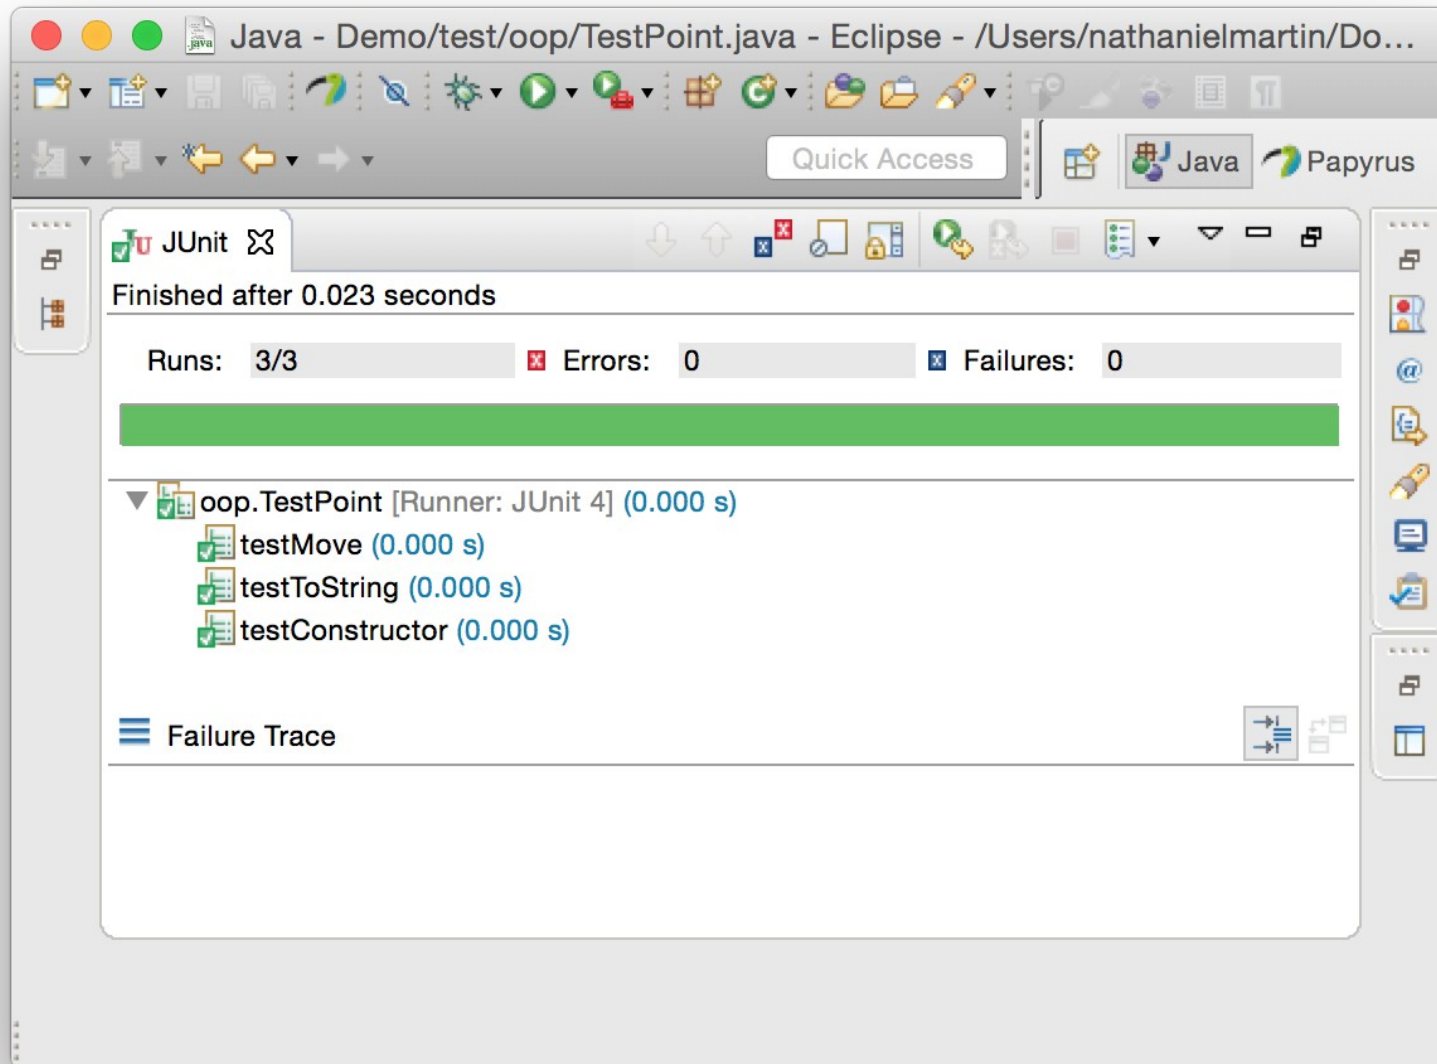 Java - Demo/test/oop/TestPoint.java - Eclipse - /Users/nathanielmartin/Do...
Quick Access
Java
Papyrus
JUnit
Finished after 0.023 seconds
Runs: 3/3 Errors: 0 Failures: 0
oop.TestPoint [Runner: JUnit 4] (0.000 s)
testMove (0.000 s)
testToString (0.000 s)
testConstructor (0.000 s)
Failure Trace